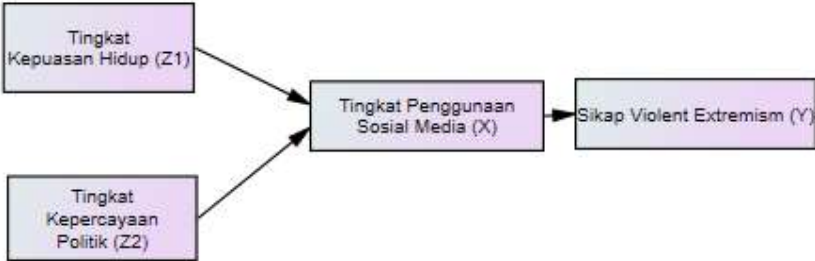 Tingkat
Kepuasan Hidup (Z1)
Tingkat Penggunaan
Sosial Media (X)
Sikap Violent Extremism (Y)
Tingkat
Kepercayaan
Politik (Z2)